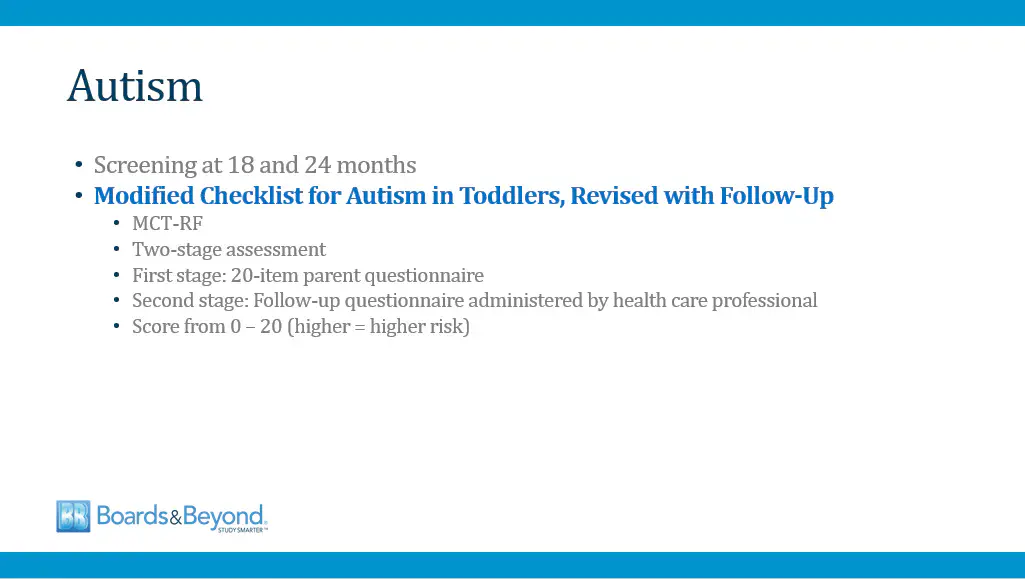 Autism
• Screening at 18 and 24 months
• Modified Checklist for Autism in Toddlers, Revised with Follow-Up
• MCT-RF
• Two-stage assessment
• First stage: 20-item parent questionnaire
• Second stage: Follow-up questionnaire administered by health care professional
• Score from 0 – 20 (higher = higher risk)
BB Boards&Beyond.
STUDY SMARTER™